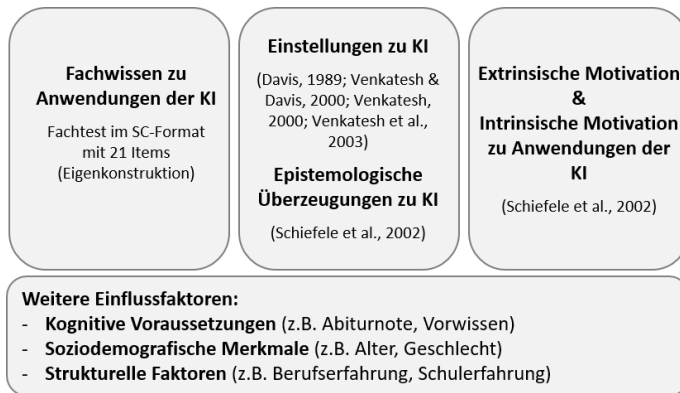 Fachwissen zu
Anwendungen der KI
Fachtest im SC-Format
mit 21 Items
(Eigenkonstruktion)
Einstellungen zu KI
(Davis, 1989; Venkatesh &
Davis, 2000; Venkatesh,
2000; Venkatesh et al.,
2003)
Epistemologische
Überzeugungen zu KI
(Schiefele et al., 2002)
Extrinsische Motivation
&
Intrinsische Motivation
zu Anwendungen der
KI
(Schiefele et al., 2002)
Weitere Einflussfaktoren:
- Kognitive Voraussetzungen (z.B. Abiturnote, Vorwissen)
- Soziodemografische Merkmale (z.B. Alter, Geschlecht)
- Strukturelle Faktoren (z.B. Berufserfahrung, Schulerfahrung)